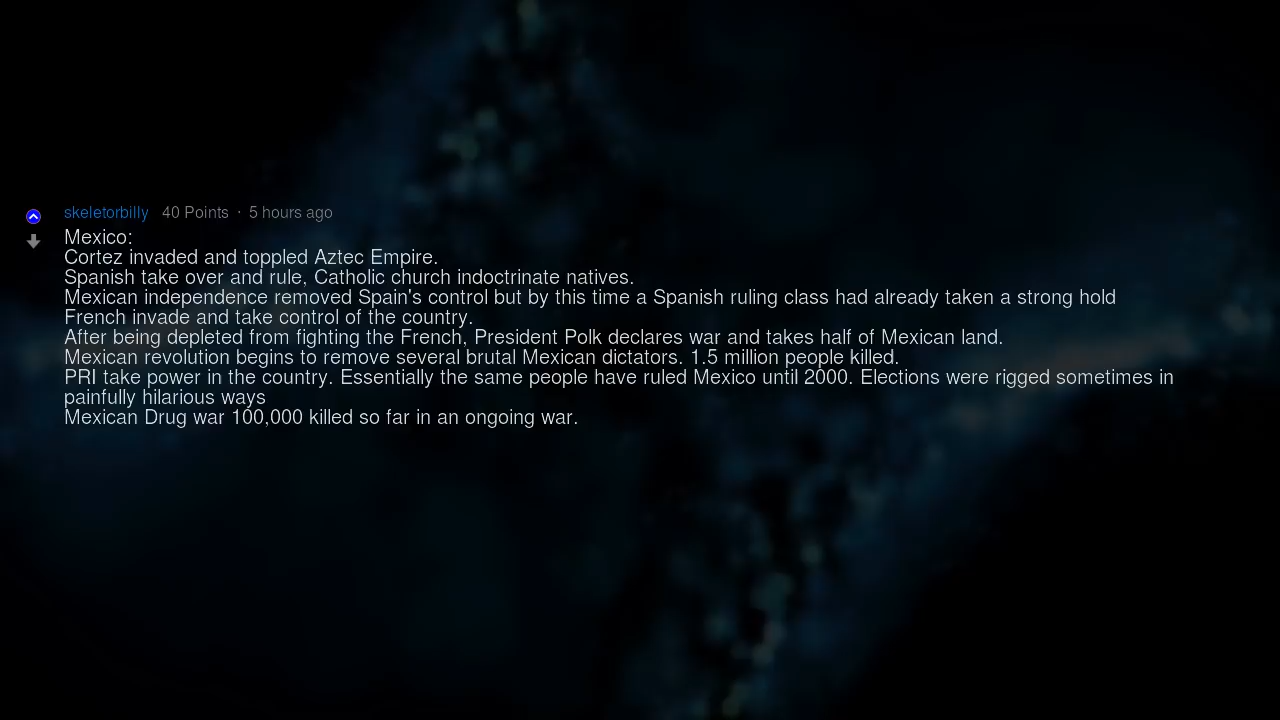 skeletorbilly 40 Points · 5 hours ago
Mexico:
Cortez invaded and toppled Aztec Empire.
Spanish take over and rule, Catholic church indoctrinate natives.
Mexican independence removed Spain's control but by this time a Spanish ruling class had already taken a strong hold
French invade and take control of the country.
After being depleted from fighting the French, President Polk declares war and takes half of Mexican land.
Mexican revolution begins to remove several brutal Mexican dictators. 1.5 million people killed.
PRI take power in the country. Essentially the same people have ruled Mexico until 2000. Elections were rigged sometimes in
painfully hilarious ways
Mexican Drug war 100,000 killed so far in an ongoing war.